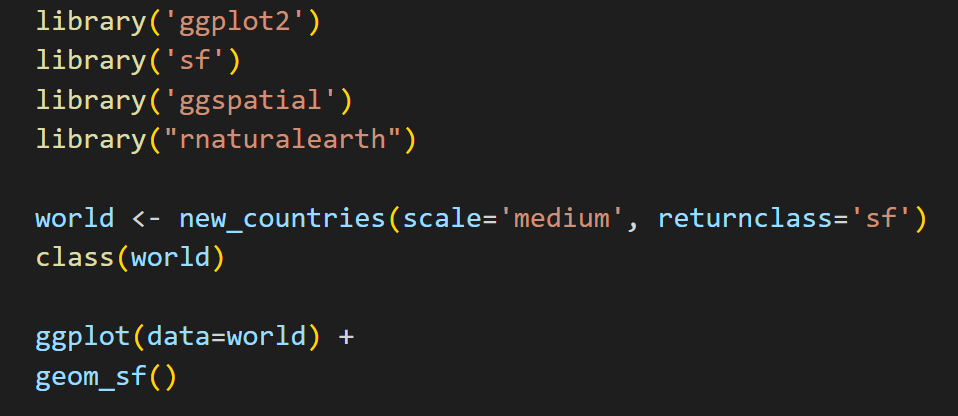 library('ggplot2')
library('sf')
library('ggspatial')
library("rnaturalearth")
world <- new_countries(scale='medium', returnclass='sf')
class(world)
ggplot(data=world) +
geom_sf()